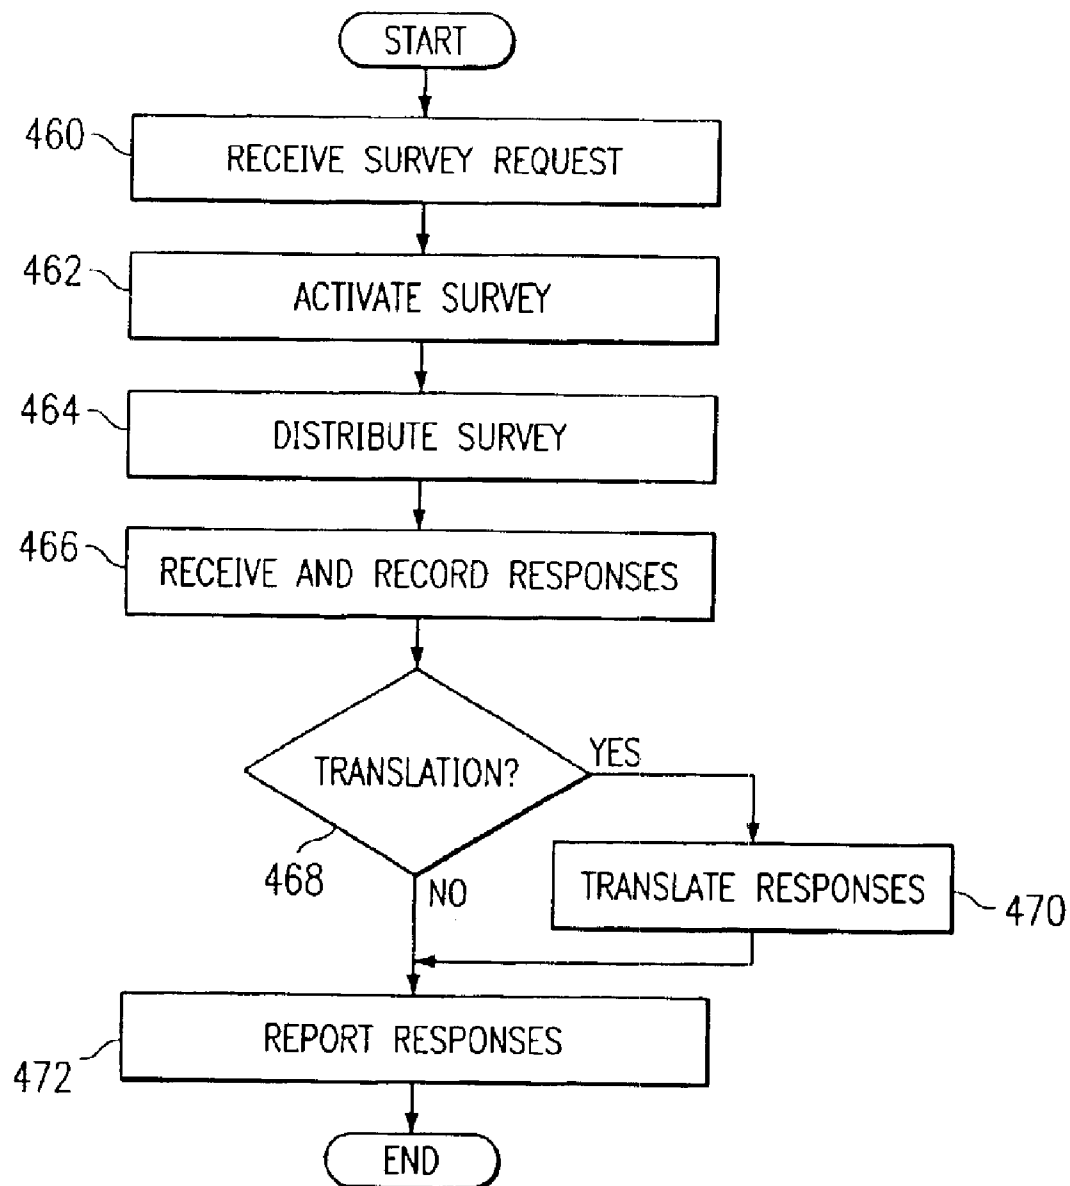 START
460
RECEIVE SURVEY REQUEST
462
ACTIVATE SURVEY
464
DISTRIBUTE SURVEY
466
RECEIVE AND RECORD RESPONSES
TRANSLATION?
YES
468
NO
TRANSLATE RESPONSES
470
REPORT RESPONSES
472
END